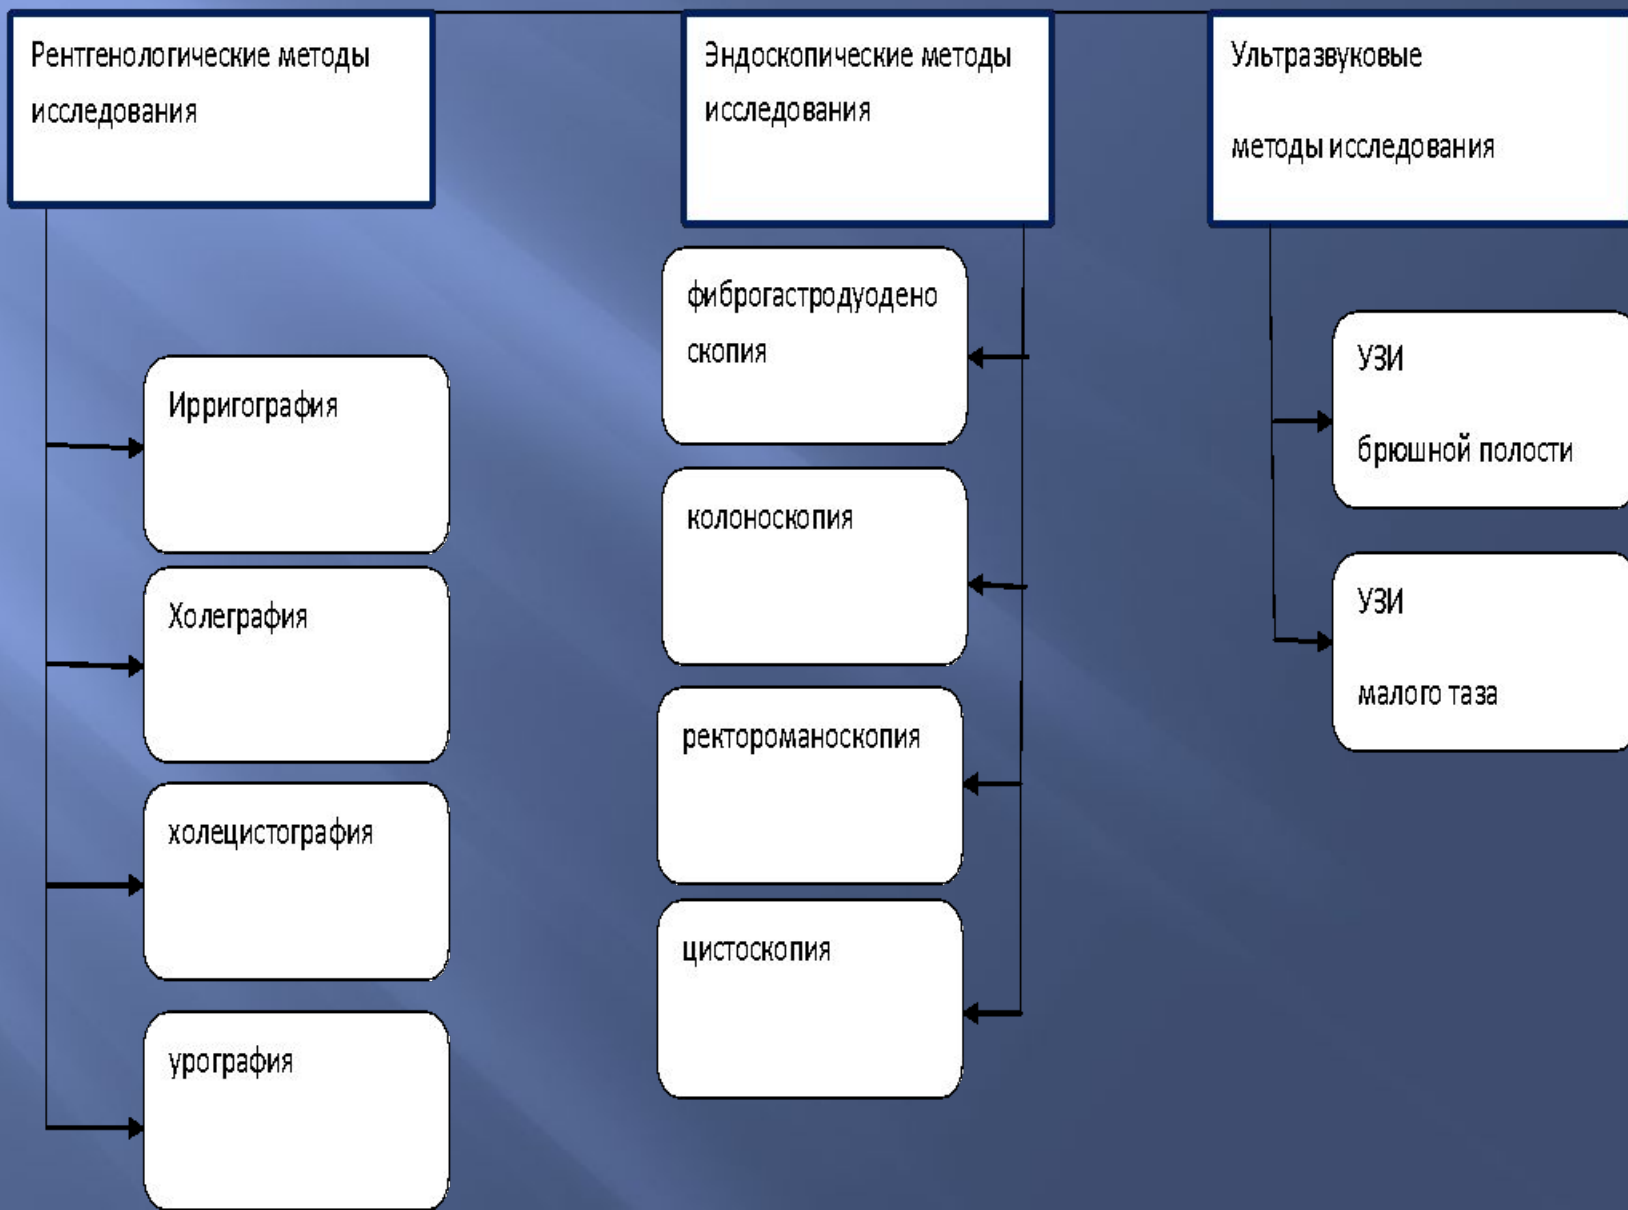 Рентгенологические методы
исследования
Ирригография
Холеграфия
холецистография
урография
Эндоскопические методы
исследования
фиброгастродуодено
скопия
колоноскопия
ректороманоскопия
цистоскопия
Ультразвуковые
методы исследования
УЗИ
брюшной полости
УЗИ
малого таза